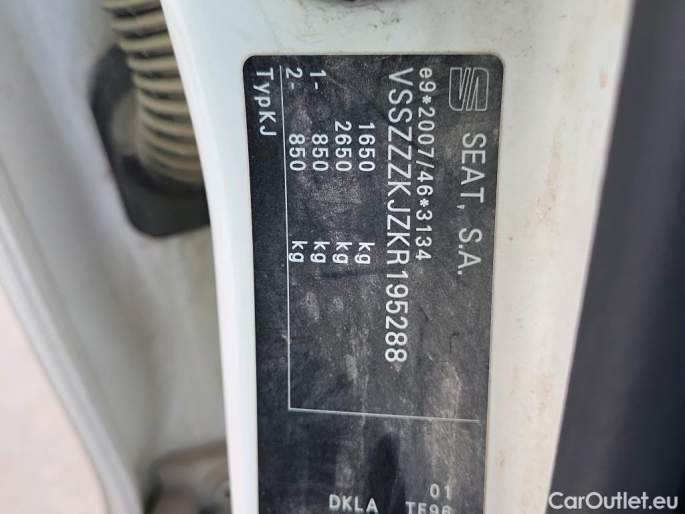 SEAT, S.A.
e9*2007/46*3134
VSSZZZKJZKR195288
1650 kg
2650 kg
1- 850 kg
2- 850 kg
TypKJ
01
DKLA TF96
CarOutlet.eu